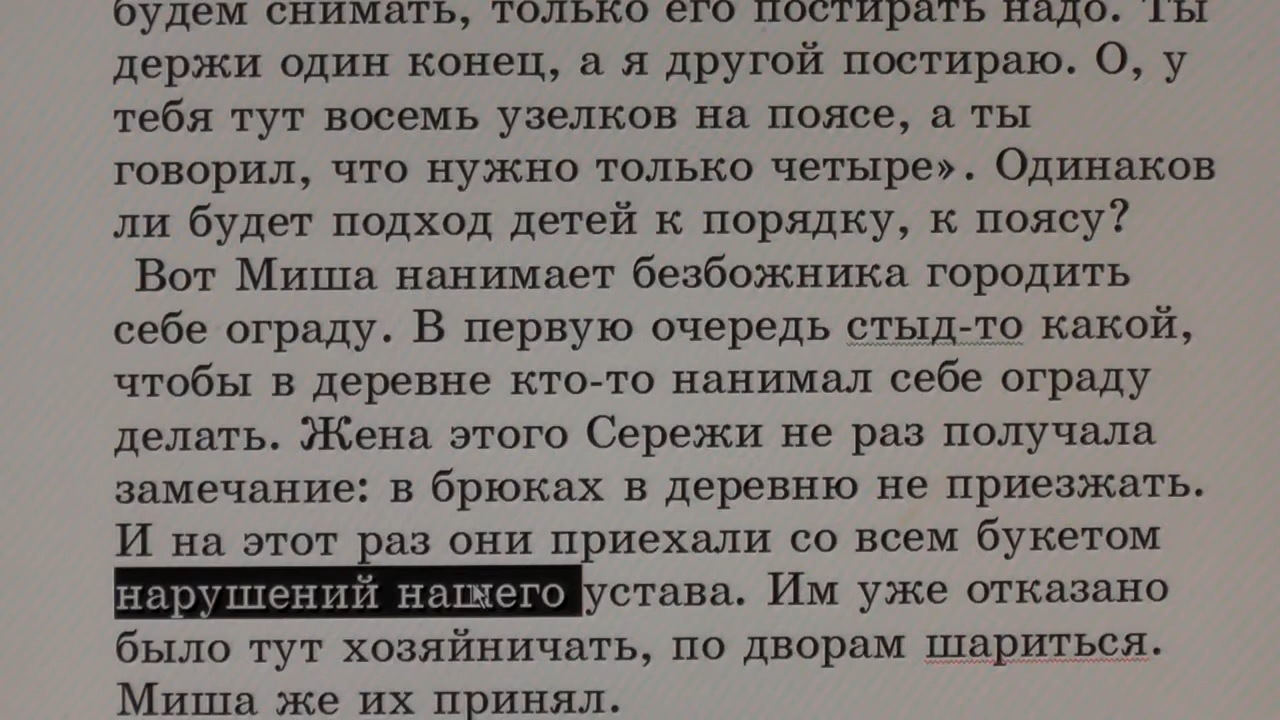 будем снимать, только его постирать надо. Ты
держи один конец, а я другой постираю. О, у
тебя тут восемь узелков на поясе, а ты
говорил, что нужно только четыре». Одинаков
ли будет подход детей к порядку, к поясу?
Вот Миша нанимает безбожника городить
себе ограду. В первую очередь стыд-то какой,
чтобы в деревне кто-то нанимал себе ограду
делать. Жена этого Сережи не раз получала
замечание: в брюках в деревню не приезжать.
И на этот раз они приехали со всем букетом
нарушений нашего устава. Им уже отказано
было тут хозяйничать, по дворам шариться.
Миша же их принял.